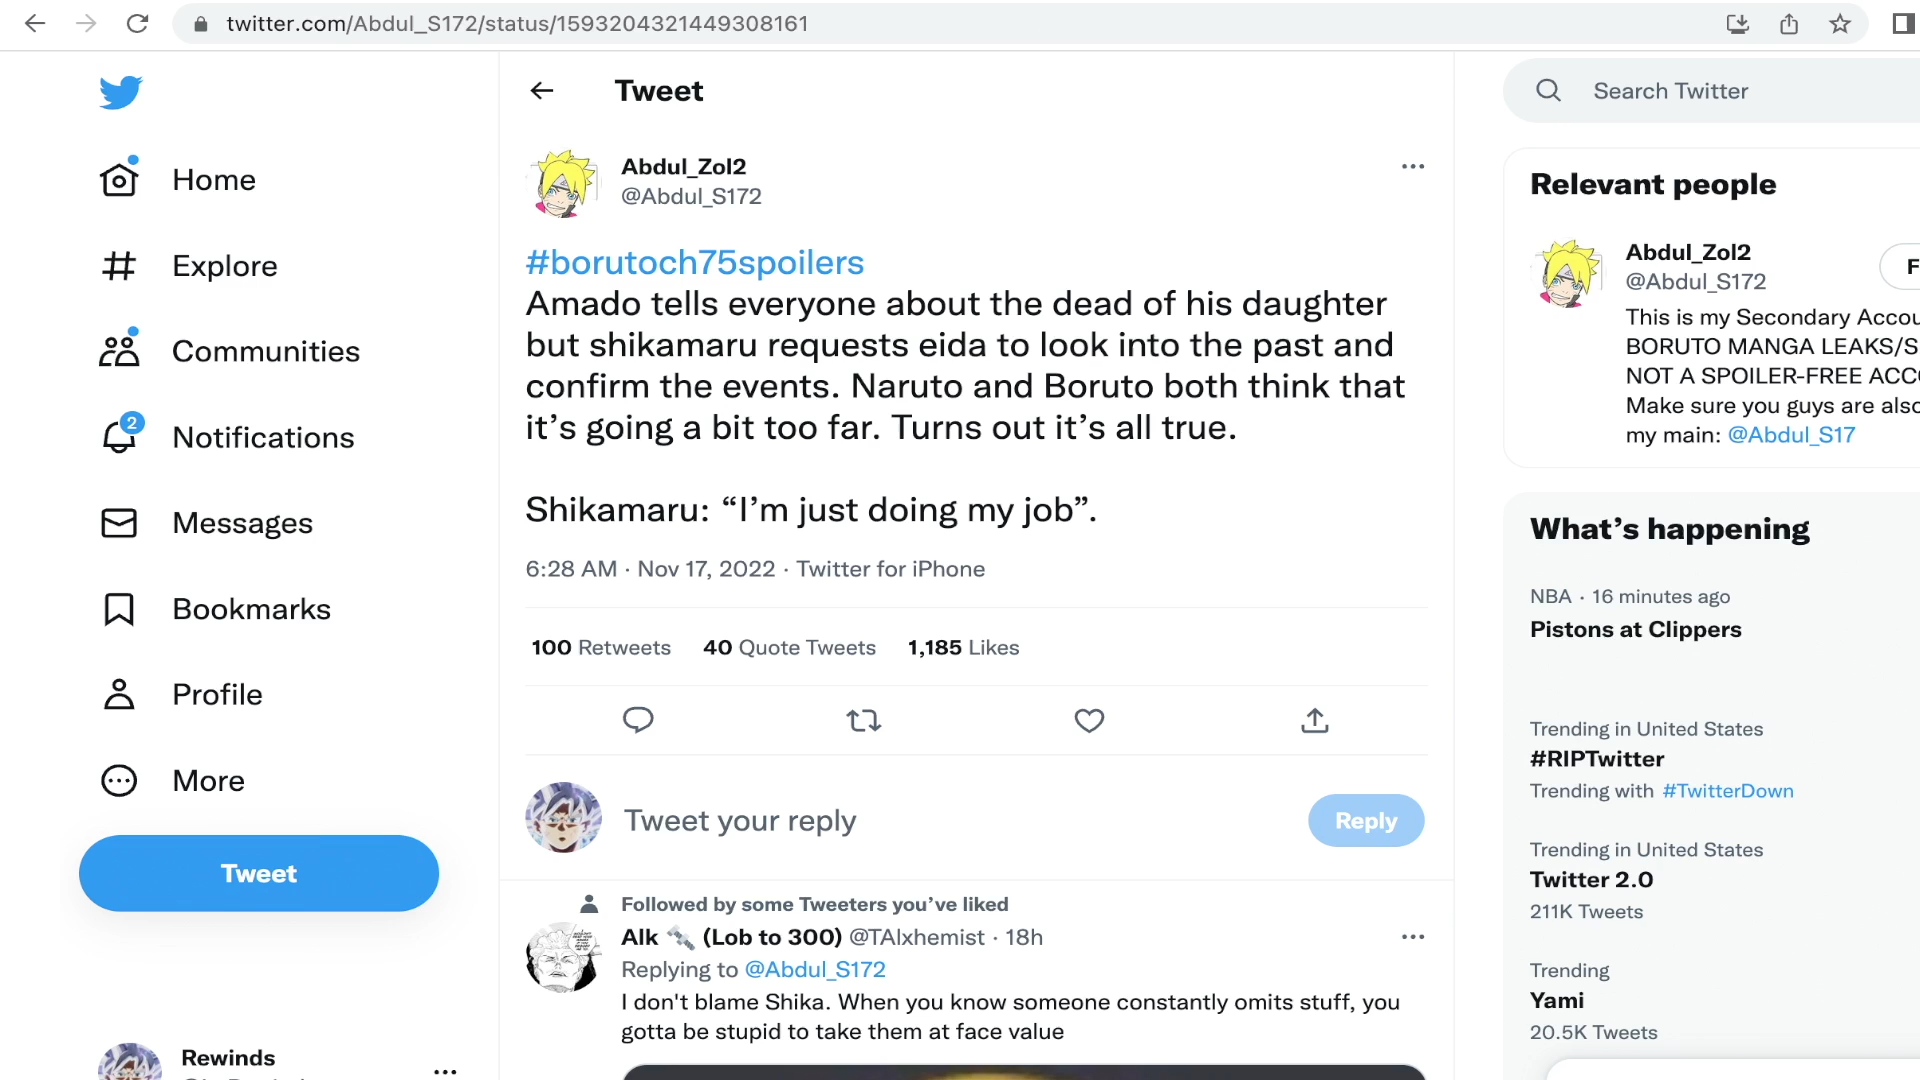 twitter.com/Abdul_S172/status/1593204321449308161
Tweet
Search Twitter
Home
Explore
Communities
2
Notifications
Messages
Bookmarks
Profile
More
Tweet
Rewinds
Abdul_Zol2
@Abdul_S172
#borutoch75spoilers
Amado tells everyone about the dead of his daughter
but shikamaru requests eida to look into the past and
confirm the events. Naruto and Boruto both think that
it’s going a bit too far. Turns out it’s all true.
Shikamaru: “I’m just doing my job”.
6:28 AM · Nov 17, 2022 · Twitter for iPhone
100 Retweets 40 Quote Tweets 1,185 Likes
Tweet your reply
Reply
Followed by some Tweeters you’ve liked
Alk (Lob to 300) @TAlxhemist · 18h
Replying to @Abdul_S172
I don't blame Shika. When you know someone constantly omits stuff, you
gotta be stupid to take them at face value
Relevant people
Abdul_Zol2
F
@Abdul_S172
This is my Secondary Accou
BORUTO MANGA LEAKS/S
NOT A SPOILER-FREE ACC
Make sure you guys are also
my main: @Abdul_S17
What’s happening
NBA · 16 minutes ago
Pistons at Clippers
Trending in United States
#RIPTwitter
Trending with #TwitterDown
Trending in United States
Twitter 2.0
211K Tweets
Trending
Yami
20.5K Tweets